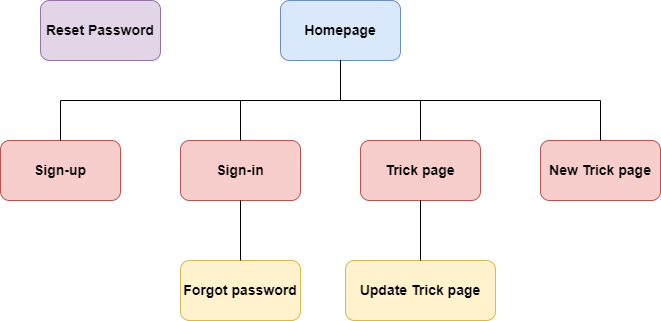 Reset Password
Homepage
Sign-up
Sign-in
Trick page
New Trick page
Forgot password
Update Trick page